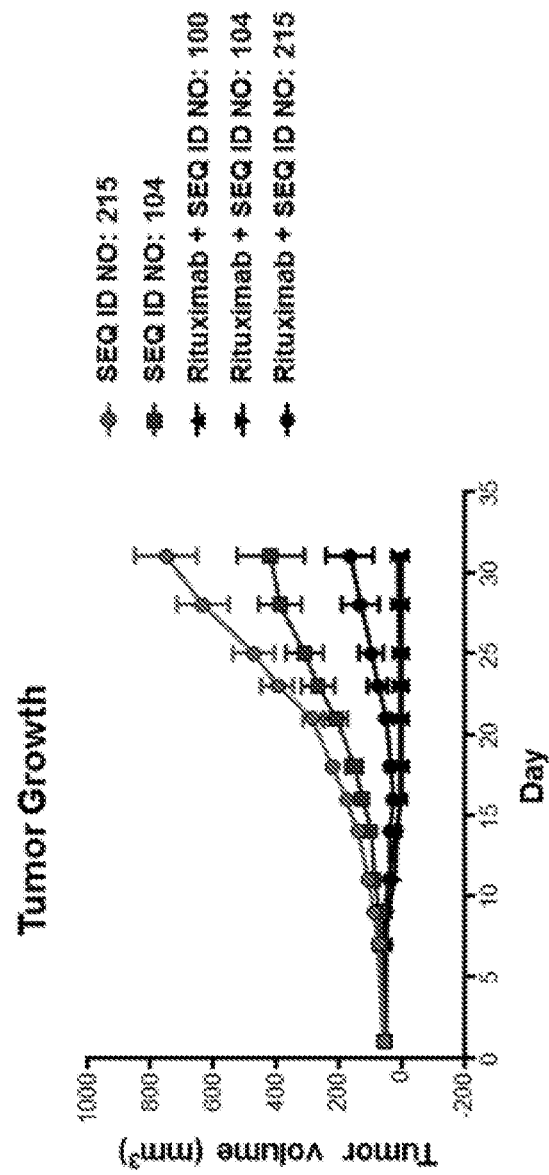 Tumor Growth
Tumor volume (mm³)
1000
800
600
400
200
0
-200
0
5
10
15
20
25
30
35
Day
SEQ ID NO: 215
SEQ ID NO: 104
Rituximab + SEQ ID NO: 100
Rituximab + SEQ ID NO: 104
Rituximab + SEQ ID NO: 215